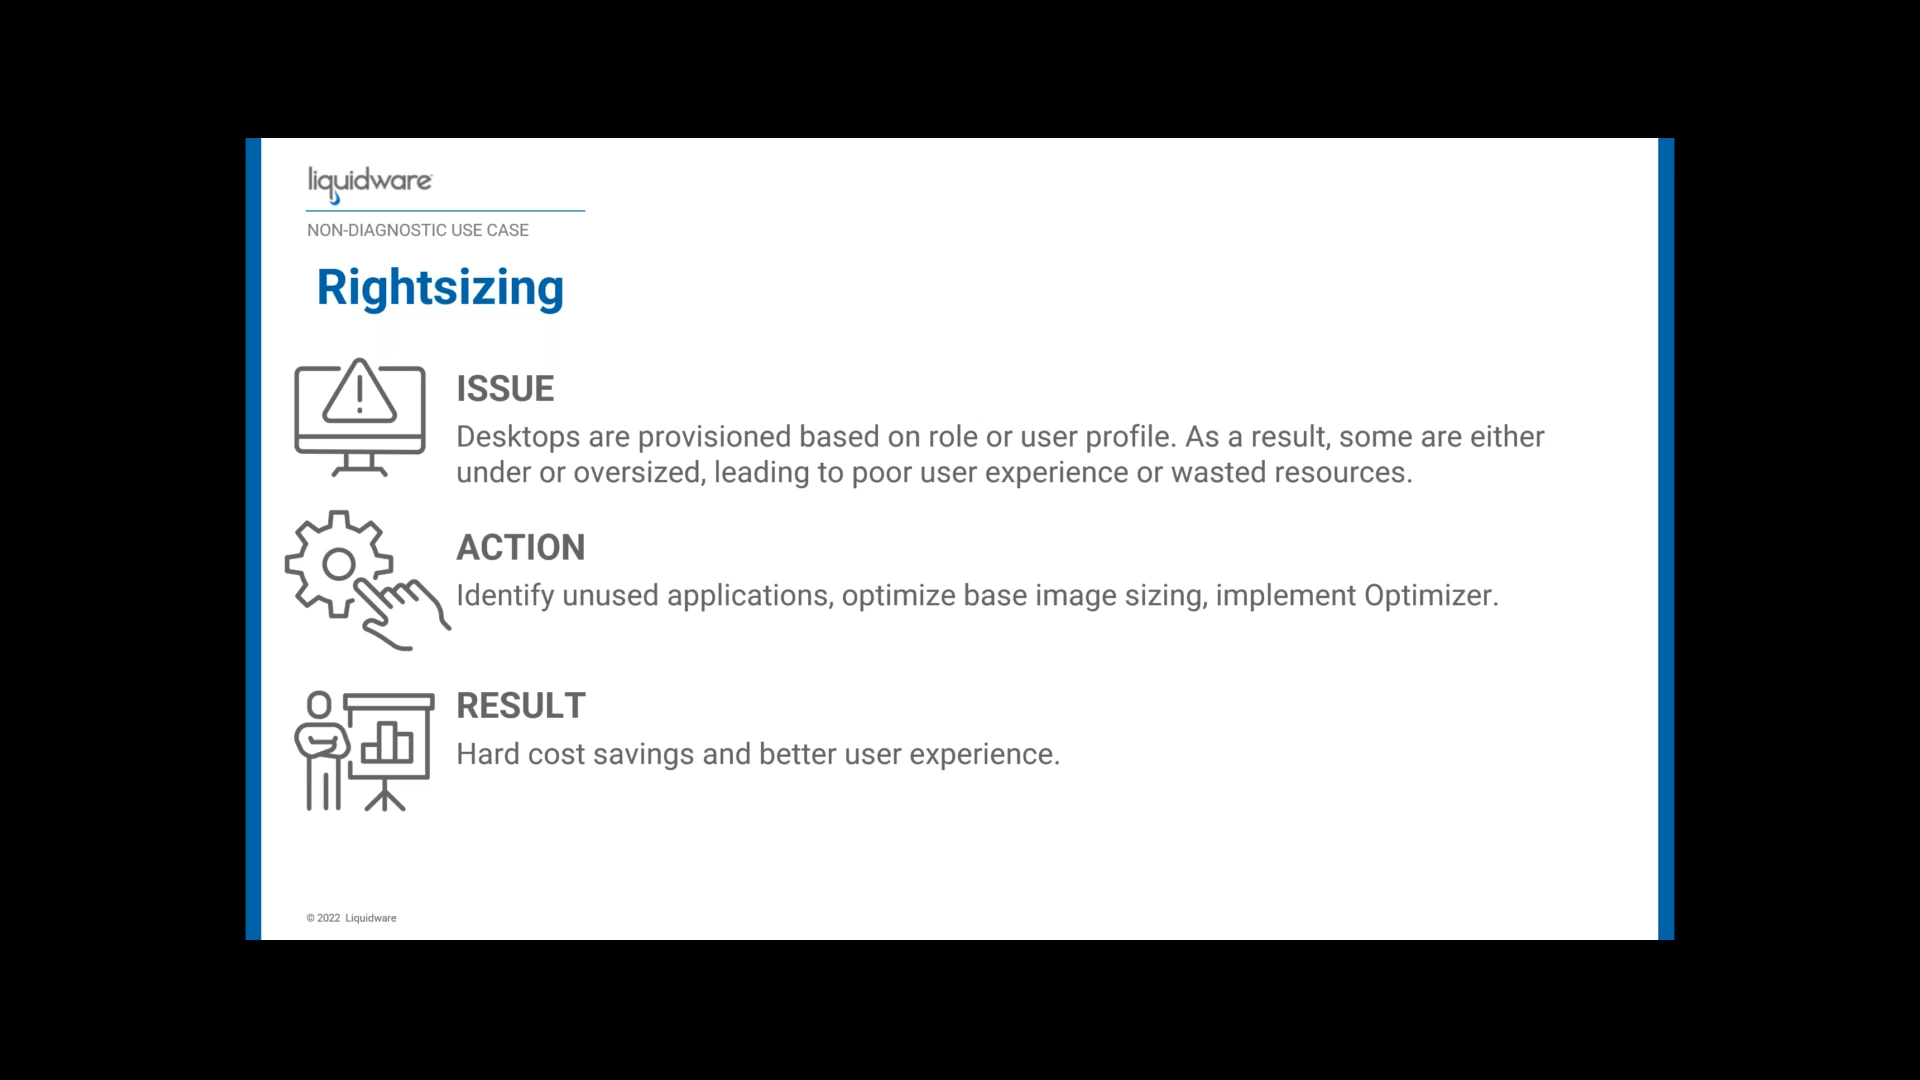 liquidware
NON-DIAGNOSTIC USE CASE
Rightsizing
ISSUE
Desktops are provisioned based on role or user profile. As a result, some are either
under or oversized, leading to poor user experience or wasted resources.
ACTION
Identify unused applications, optimize base image sizing, implement Optimizer.
RESULT
Hard cost savings and better user experience.
© 2022 Liquidware